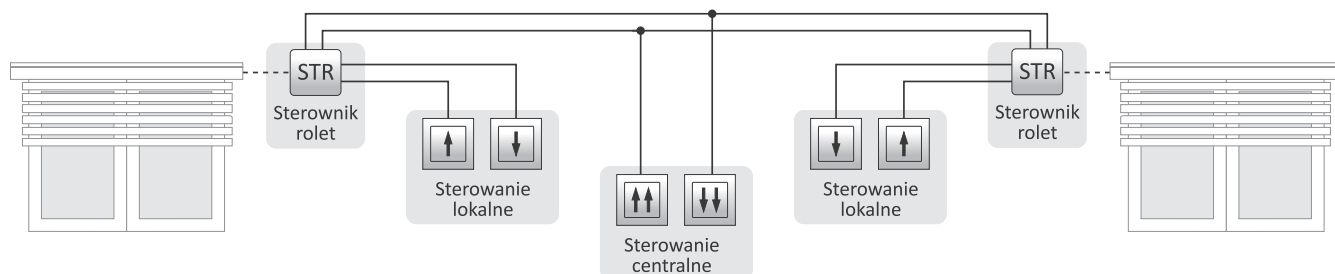 STR
Sterownik
rolet
Sterowanie
lokalne
Sterowanie
centralne
Sterowanie
lokalne
STR
Sterownik
rolet